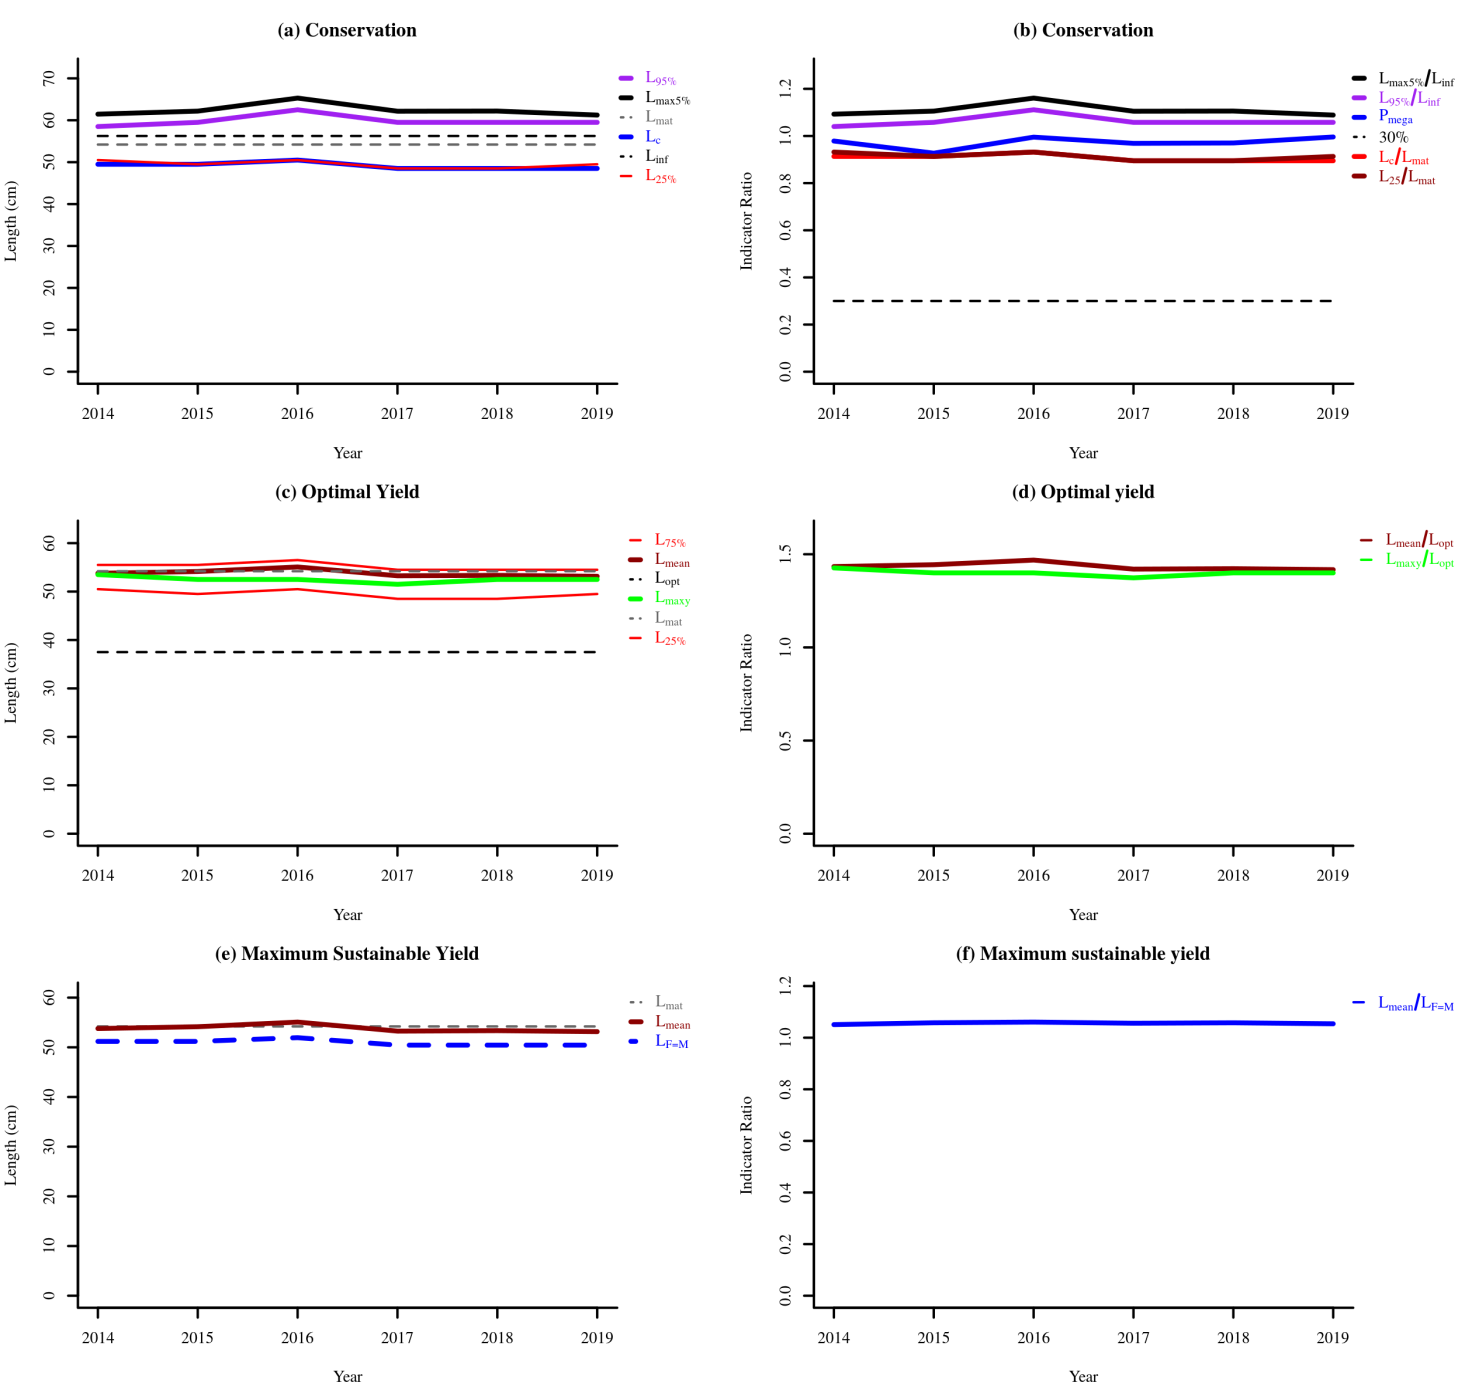 (a) Conservation
Length (cm)
70
60
50
40
30
20
10
0
2014 2015 2016 2017 2018 2019
Year
L95%
Lmax5%
Lmat
Lc
Linf
L25%
(b) Conservation
Indicator Ratio
1.2
1.0
0.8
0.6
0.4
0.2
0.0
2014 2015 2016 2017 2018 2019
Year
Lmax5%/Linf
L95%/Linf
Pmega
30%
Lc/Lmat
L25/Lmat
(c) Optimal Yield
Length (cm)
60
50
40
30
20
10
0
2014 2015 2016 2017 2018 2019
Year
L75%
Lmean
Lopt
Lmaxy
Lmat
L25%
(d) Optimal yield
Indicator Ratio
1.5
1.0
0.5
0.0
2014 2015 2016 2017 2018 2019
Year
Lmean/Lopt
Lmaxy/Lopt
(e) Maximum Sustainable Yield
Length (cm)
60
50
40
30
20
10
0
2014 2015 2016 2017 2018 2019
Year
Lmat
Lmean
LF=M
(f) Maximum sustainable yield
Indicator Ratio
1.2
1.0
0.8
0.6
0.4
0.2
0.0
2014 2015 2016 2017 2018 2019
Year
Lmean/LF=M